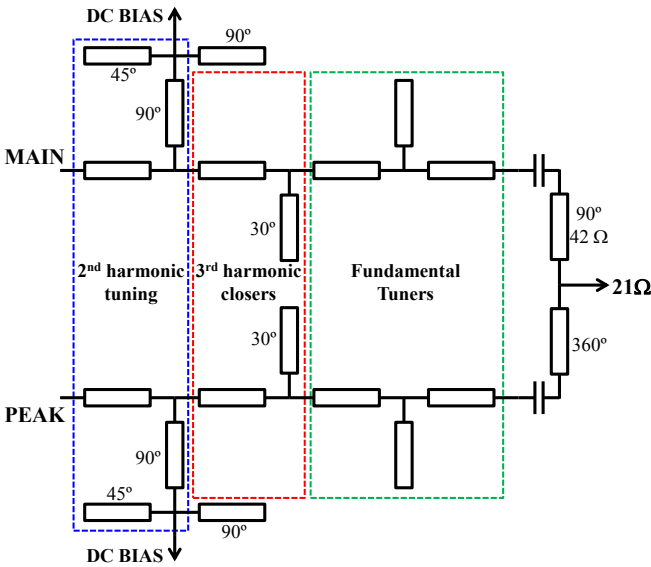 DC BIAS
90º
45º
90º
MAIN
30º
90º
42 Ω
2nd harmonic
tuning
3rd harmonic
closers
Fundamental
Tuners
21Ω
30º
360º
PEAK
90º
45º
90º
DC BIAS